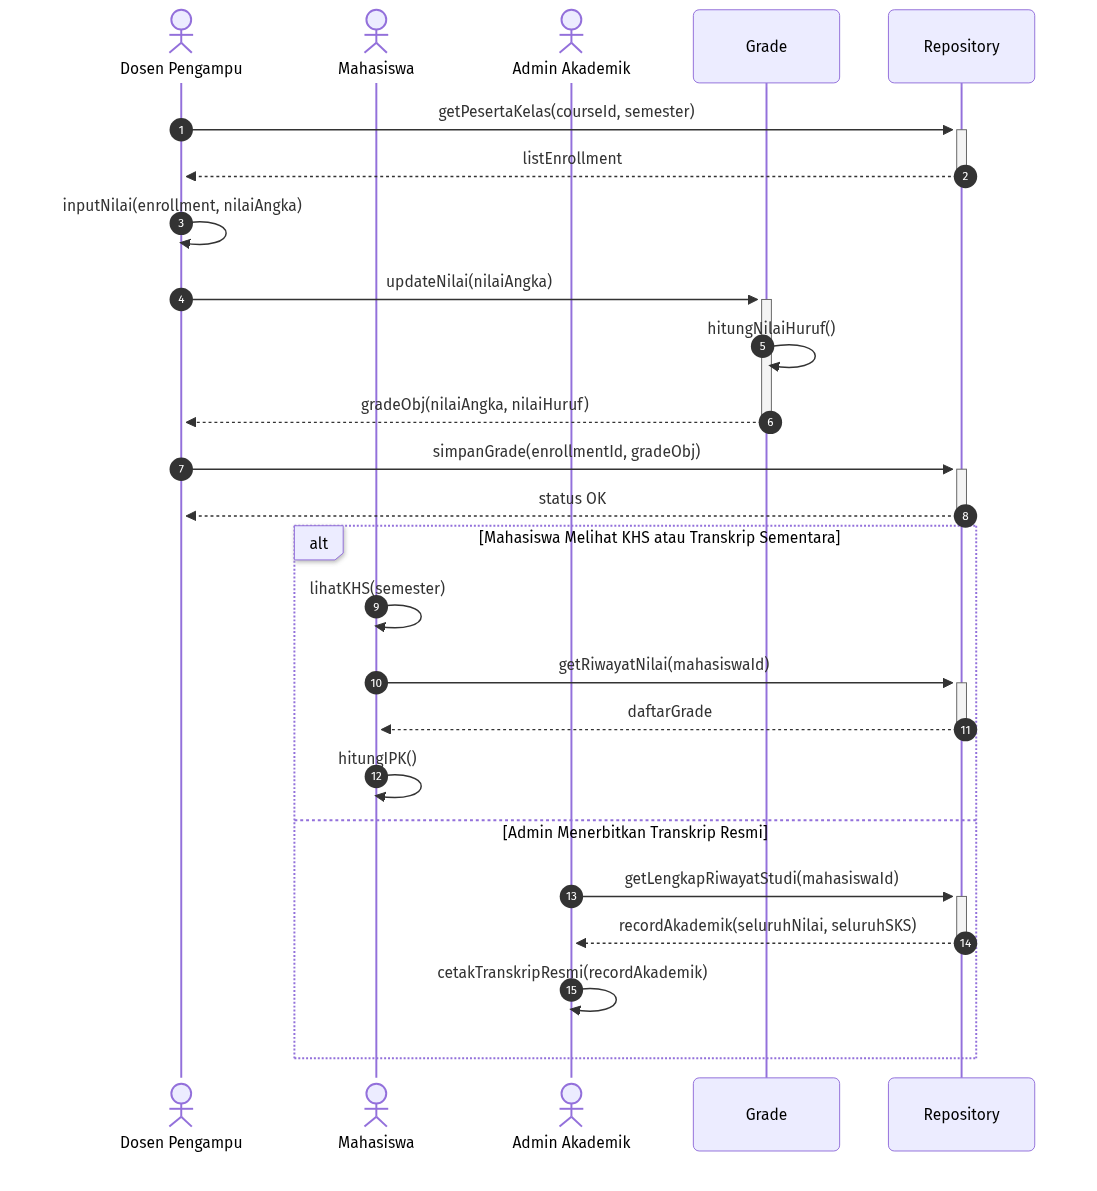 Dosen Pengampu
Mahasiswa
Admin Akademik
Grade
Repository
getPesertaKelas(courseId, semester)
1
listEnrollment
2
inputNilai(enrollment, nilaiAngka)
3
updateNilai(nilaiAngka)
4
hitungNilaiHuruf()
5
gradeObj(nilaiAngka, nilaiHuruf)
6
simpanGrade(enrollmentId, gradeObj)
7
status OK
8
alt
[Mahasiswa Melihat KHS atau Transkrip Sementara]
lihatKHS(semester)
9
getRiwayatNilai(mahasiswaId)
10
daftarGrade
11
hitungIPK()
12
[Admin Menerbitkan Transkrip Resmi]
getLengkapRiwayatStudi(mahasiswaId)
13
recordAkademik(seluruhNilai, seluruhSKS)
14
cetakTranskripResmi(recordAkademik)
15
Dosen Pengampu
Mahasiswa
Admin Akademik
Grade
Repository